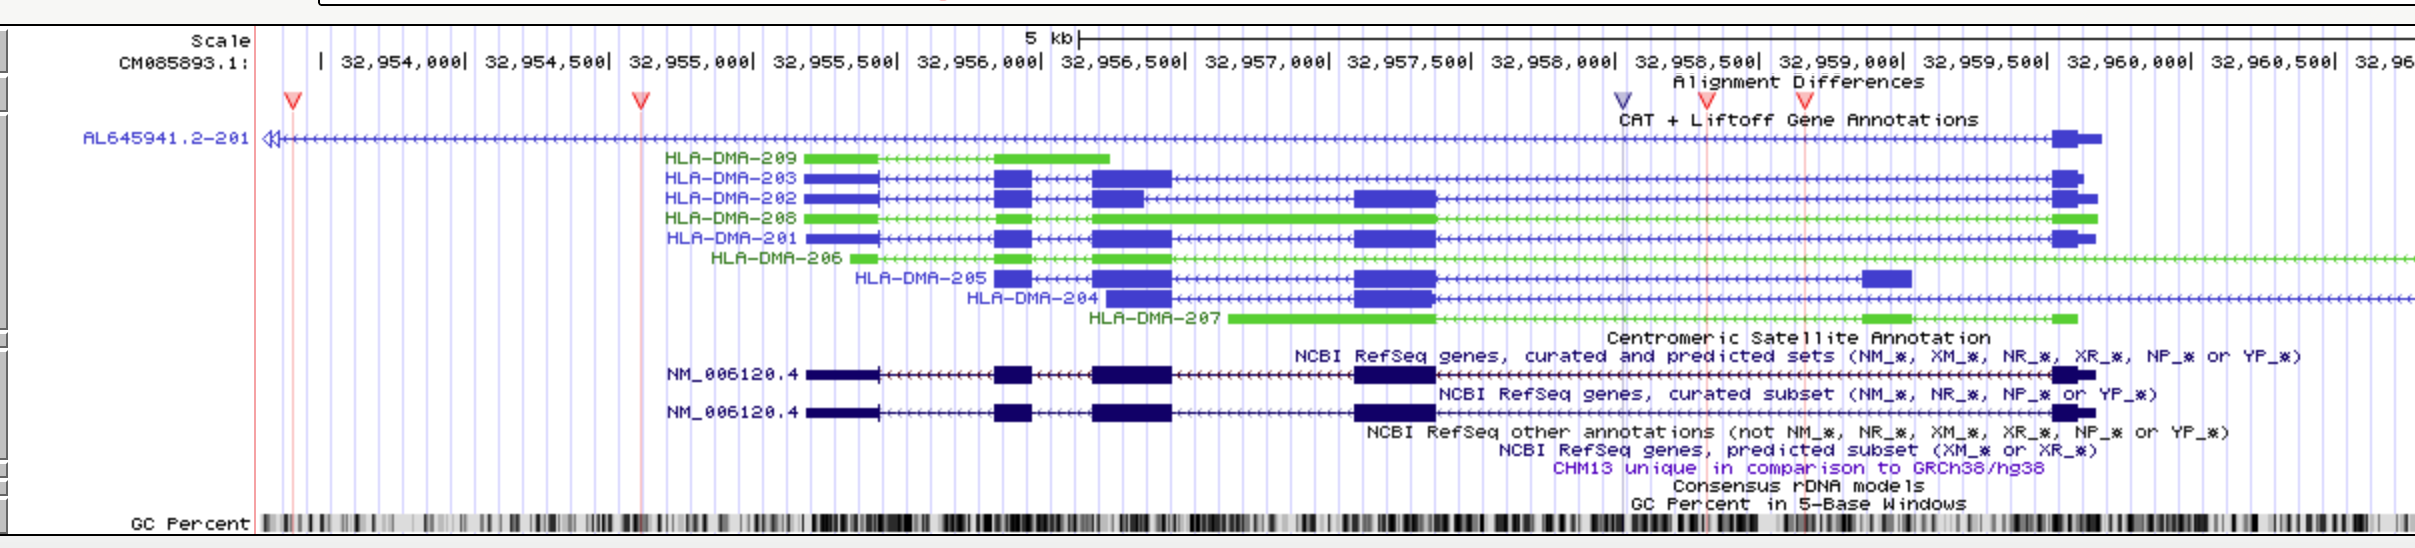 Scale 5 kb
CM085893.1: | 32,954,000| 32,954,500| 32,955,000| 32,955,500| 32,956,000| 32,956,500| 32,957,000| 32,957,500| 32,958,000| 32,958,500| 32,959,000| 32,959,500| 32,960,000| 32,960,500| 32,96
Alignment Differences
CAT + Liftoff Gene Annotations
AL645941.2-201
HLA-DMA-209
HLA-DMA-203
HLA-DMA-202
HLA-DMA-208
HLA-DMA-201
HLA-DMA-206
HLA-DMA-205
HLA-DMA-204
HLA-DMA-207
Centromeric Satellite Annotation
NCBI RefSeq genes, curated and predicted sets (NM_*, XM_*, NR_*, XR_*, NP_* or YP_*)
NM_006120.4
NCBI RefSeq genes, curated subset (NM_*, NR_*, NP_* or YP_*)
NM_006120.4
NCBI RefSeq other annotations (not NM_*, NR_*, XM_*, XR_*, NP_* or YP_*)
NCBI RefSeq genes, predicted subset (XM_* or XR_*)
CHM13 unique in comparison to GRCh38/hg38
Consensus rDNA models
GC Percent in 5-Base Windows
GC Percent